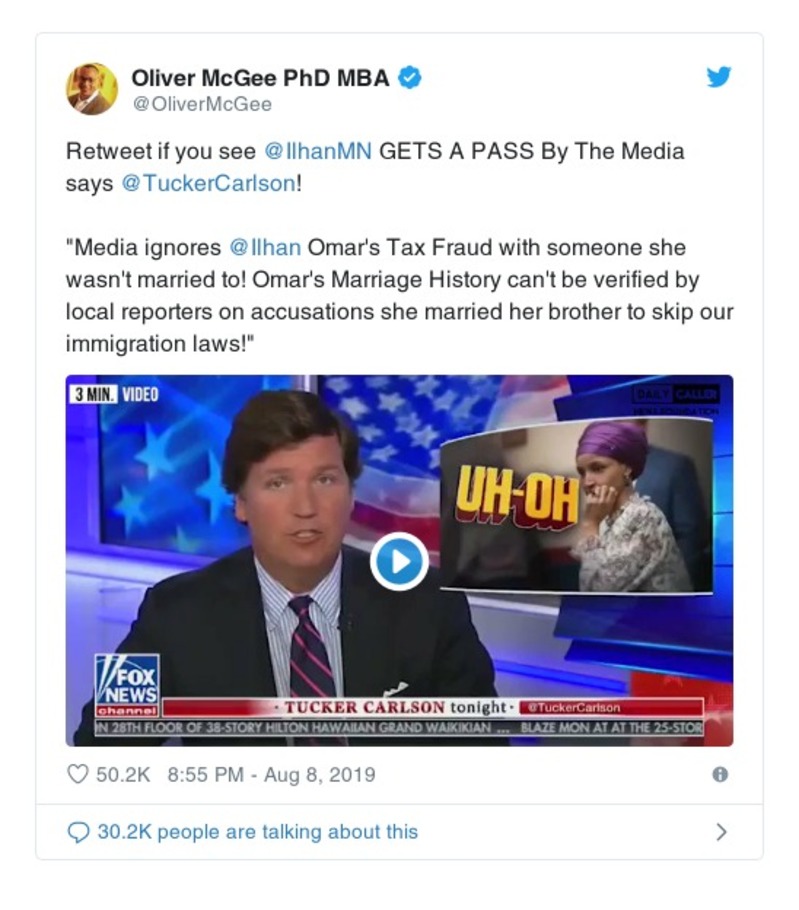 Oliver McGee PhD MBA
@OliverMcGee
Retweet if you see @IlhanMN GETS A PASS By The Media
says @TuckerCarlson!
"Media ignores @Ilhan Omar's Tax Fraud with someone she
wasn't married to! Omar's Marriage History can't be verified by
local reporters on accusations she married her brother to skip our
immigration laws!"
3 MIN. VIDEO
DAILY CALLER
NEWS FOUNDATION
UH-OH
FOX
NEWS
channel
· TUCKER CARLSON tonight · @TuckerCarlson
IN 28TH FLOOR OF 38-STORY HILTON HAWAIIAN GRAND WAIKIKIAN ... BLAZE MON AT AT THE 25-STOR
50.2K 8:55 PM - Aug 8, 2019
30.2K people are talking about this